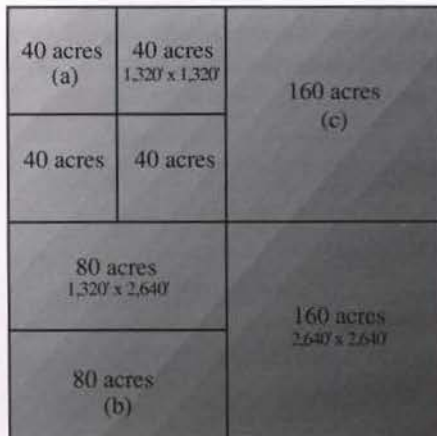 40 acres
(a)
40 acres
1,320' x 1,320'
160 acres
(c)
40 acres
40 acres
80 acres
1,320' x 2,640'
160 acres
2,640' x 2,640'
80 acres
(b)